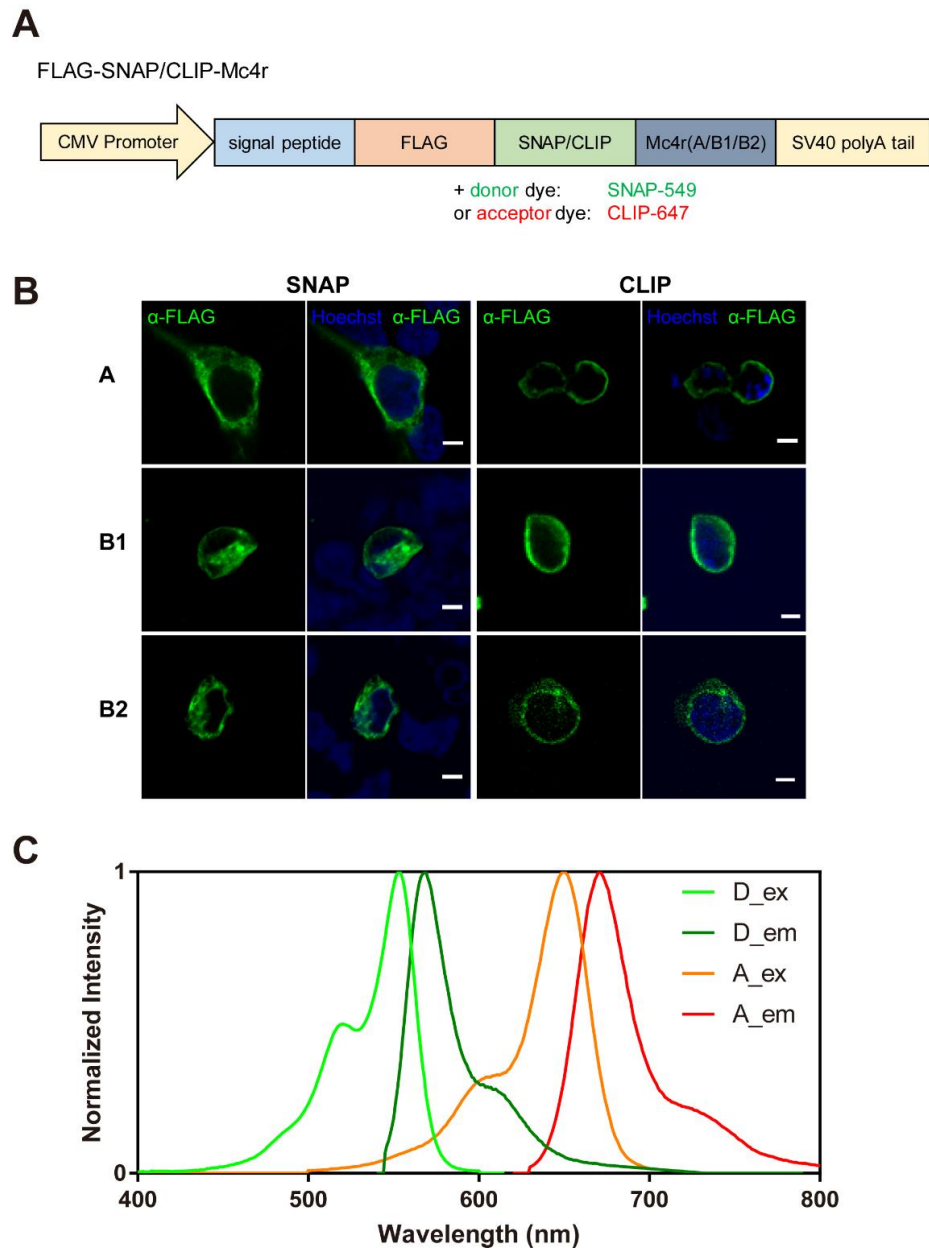 A
FLAG-SNAP/CLIP-Mc4r
CMV Promoter signal peptide FLAG SNAP/CLIP Mc4r(A/B1/B2) SV40 polyA tail
+ donor dye: SNAP-549
or acceptor dye: CLIP-647
B
SNAP CLIP
α-FLAG Hoechst α-FLAG α-FLAG Hoechst α-FLAG
A
B1
B2
C
1
D_ex
D_em
A_ex
A_em
Normalized Intensity
0
400 500 600 700 800
Wavelength (nm)